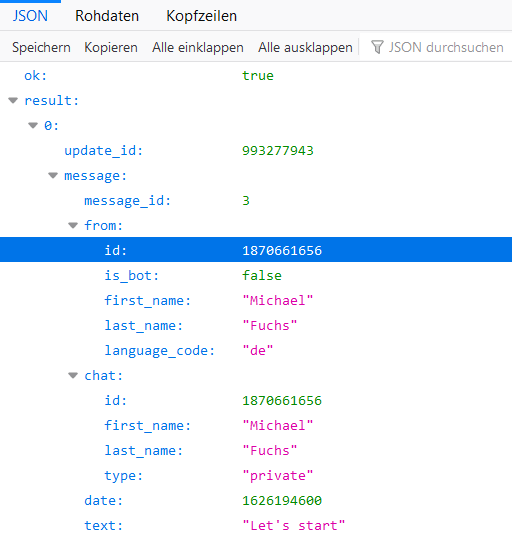 JSON Rohdaten Kopfzeilen
Speichern Kopieren Alle einklappen Alle ausklappen JSON durchsuchen
ok: true
result:
0:
update_id: 993277943
message:
message_id: 3
from:
id: 1870661656
is_bot: false
first_name: "Michael"
last_name: "Fuchs"
language_code: "de"
chat:
id: 1870661656
first_name: "Michael"
last_name: "Fuchs"
type: "private"
date: 1626194600
text: "Let's start"